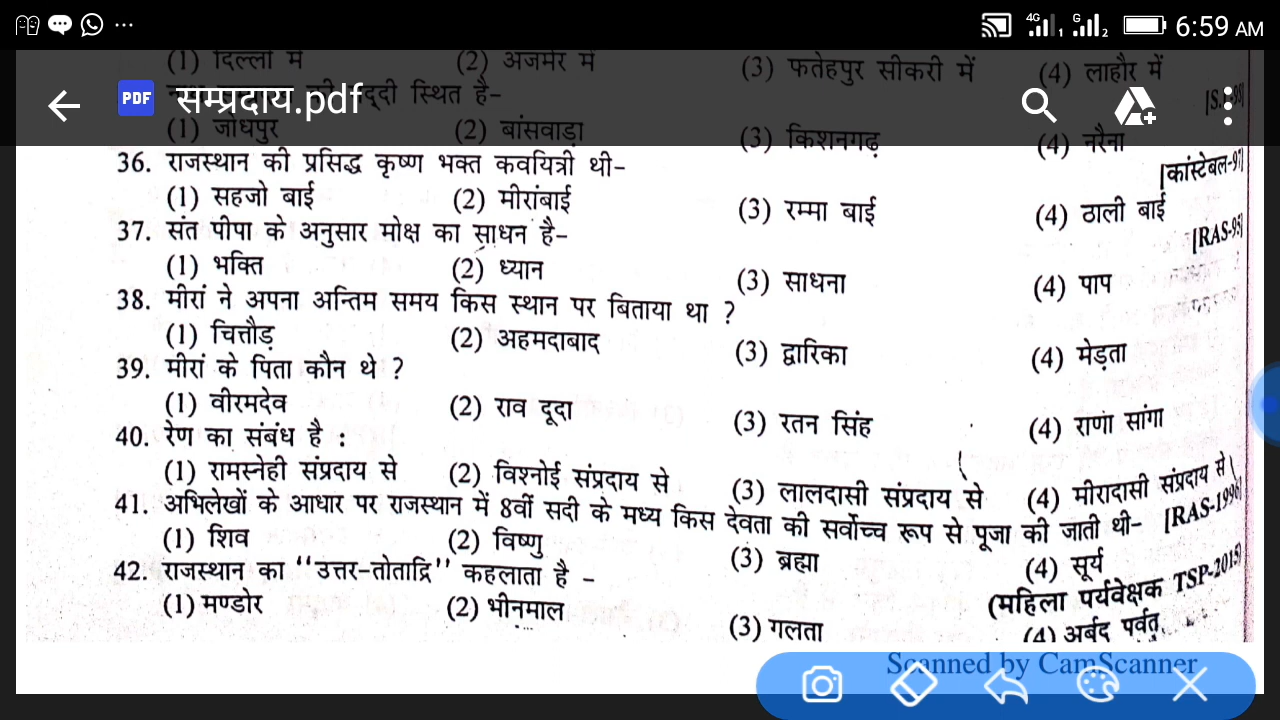 4G 1 G 2 6:59 AM
(1) दिल्ली में (2) अजमेर में (3) फतेहपुर सीकरी में (4) लाहौर में
PDF सम्प्रदाय.pdf
स्थित है-
(1) जोधपुर (2) बांसवाड़ा (3) किशनगढ़ (4) नरैना
36. राजस्थान की प्रसिद्ध कृष्ण भक्त कवयित्री थी- [कांस्टेबल-97]
(1) सहजो बाई (2) मीरांबाई (3) रम्मा बाई (4) ठाली बाई
37. संत पीपा के अनुसार मोक्ष का साधन है- [RAS-95]
(1) भक्ति (2) ध्यान (3) साधना (4) पाप
38. मीरां ने अपना अन्तिम समय किस स्थान पर बिताया था ?
(1) चित्तौड़ (2) अहमदाबाद (3) द्वारिका (4) मेड़ता
39. मीरां के पिता कौन थे ?
(1) वीरमदेव (2) राव दूदा (3) रतन सिंह (4) राणा सांगा
40. रेण का संबंध है :
(1) रामस्नेही संप्रदाय से (2) विश्नोई संप्रदाय से (3) लालदासी संप्रदाय से (4) मीरादासी संप्रदाय से
41. अभिलेखों के आधार पर राजस्थान में 8वीं सदी के मध्य किस देवता की सर्वोच्च रूप से पूजा की जाती थी- [RAS-1996]
(1) शिव (2) विष्णु (3) ब्रह्मा (4) सूर्य
42. राजस्थान का "उत्तर-तोताद्रि" कहलाता है - (महिला पर्यवेक्षक TSP-2015)
(1) मण्डोर (2) भीनमाल (3) गलता (4) अर्बद पर्वत
Scanned by CamScanner